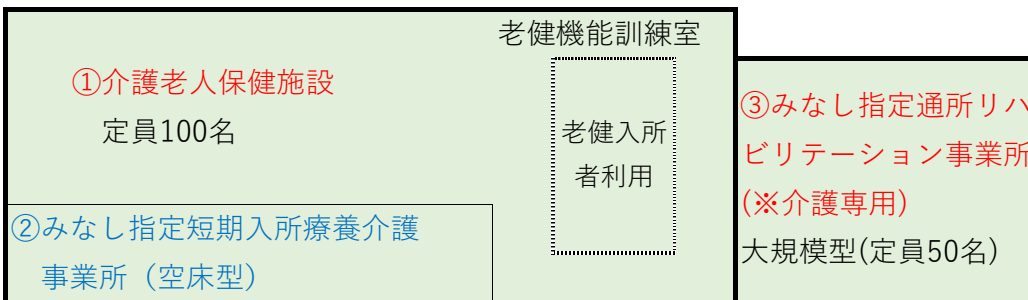 老健機能訓練室
①介護老人保健施設
定員100名
老健入所
者利用
③みなし指定通所リハ
ビリテーション事業所
(※介護専用)
大規模型(定員50名)
②みなし指定短期入所療養介護
事業所（空床型）